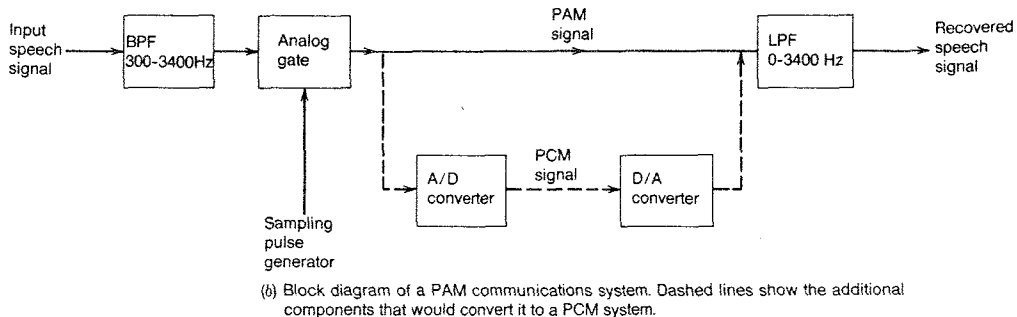 Input
speech
signal
BPF
300-3400Hz
Analog
gate
PAM
signal
LPF
0-3400 Hz
Recovered
speech
signal
A/D
converter
PCM
signal
D/A
converter
Sampling
pulse
generator
(b) Block diagram of a PAM communications system. Dashed lines show the additional
components that would convert it to a PCM system.